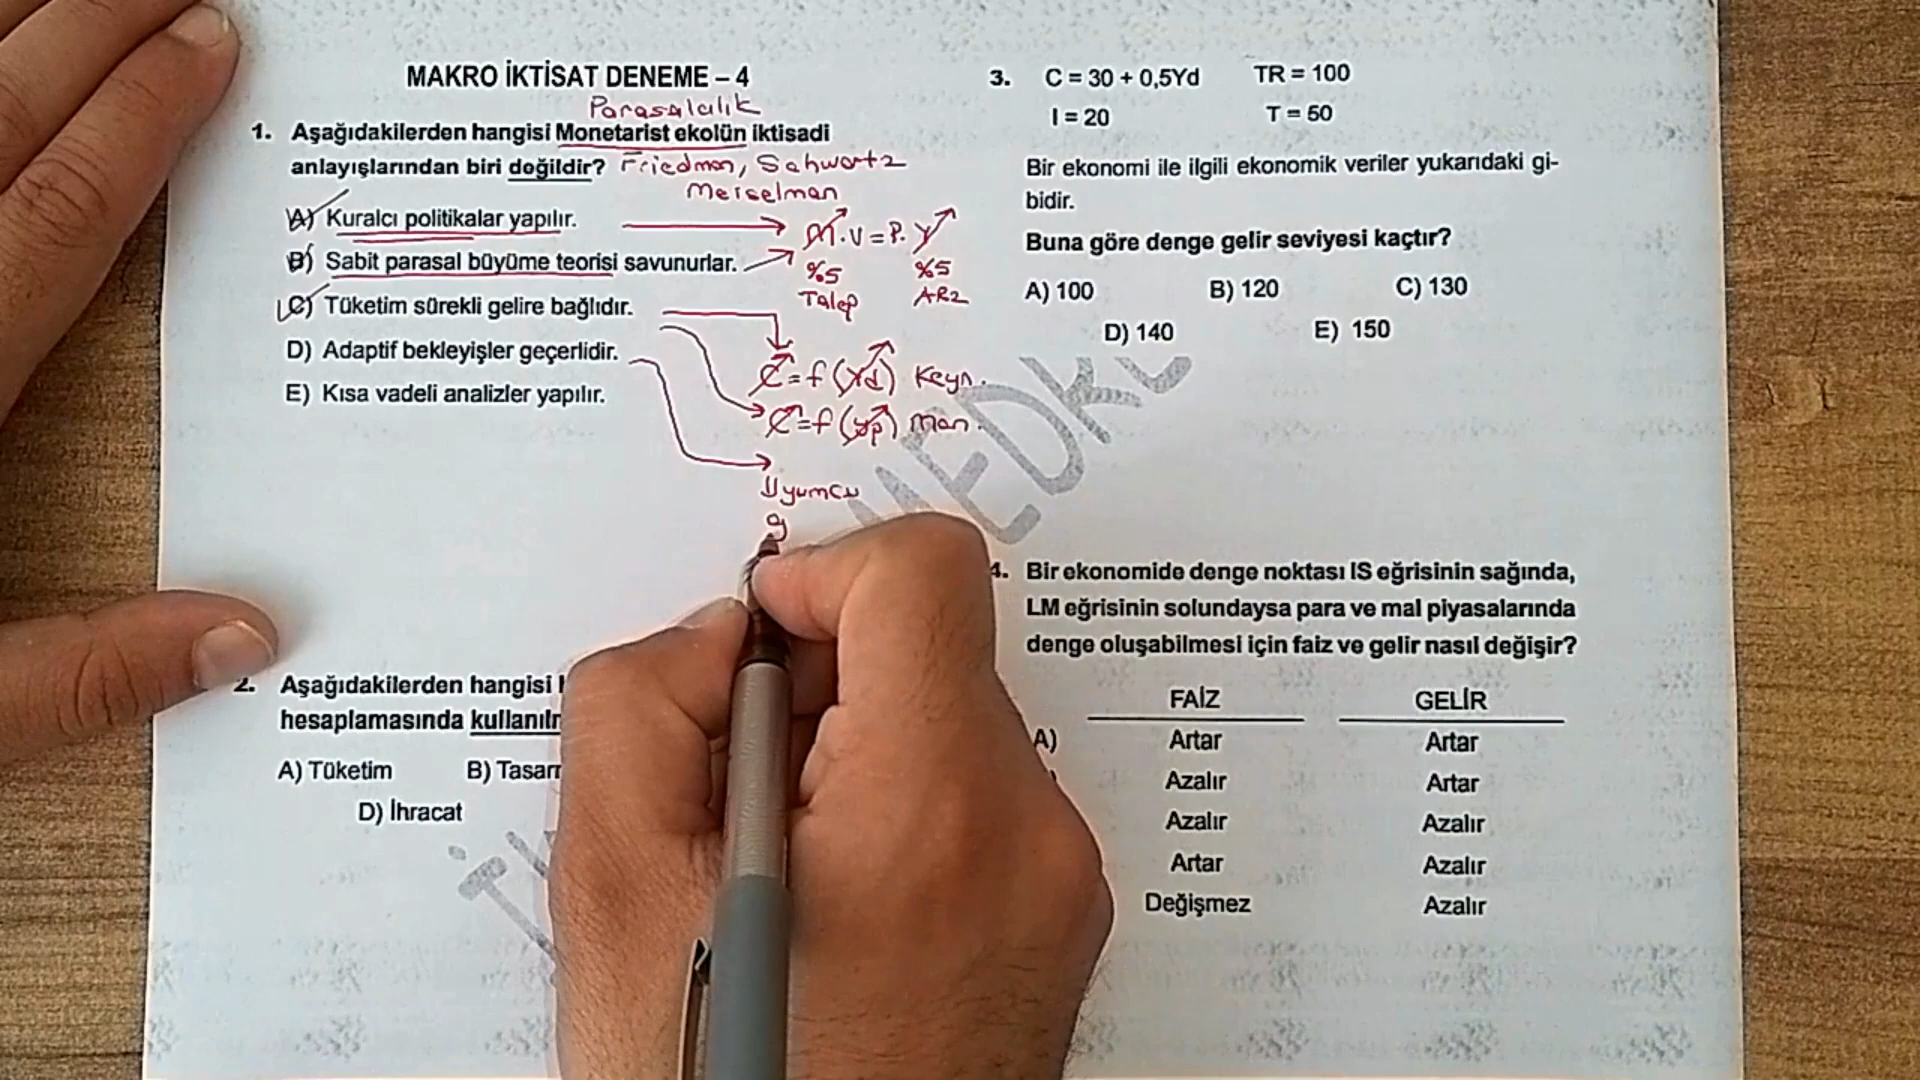 MAKRO İKTİSAT DENEME – 4
Parasalcılık
1. Aşağıdakilerden hangisi Monetarist ekolün iktisadi
anlayışlarından biri değildir? Friedman, Schwartz
Meiselman
A) Kuralcı politikalar yapılır.
M.V=P.Y
B) Sabit parasal büyüme teorisi savunurlar.
%5 %5
Talep ARZ
C) Tüketim sürekli gelire bağlıdır.
D) Adaptif bekleyişler geçerlidir.
C=f(Yd) Keyn.
E) Kısa vadeli analizler yapılır.
C=f(Yp) Mon.
Uyumcu
g
2. Aşağıdakilerden hangisi
hesaplamasında
A) Tüketim B)
D) İhracat
3. C = 30 + 0,5Yd TR = 100
I = 20 T = 50
Bir ekonomi ile ilgili ekonomik veriler yukarıdaki gi-
bidir.
Buna göre denge gelir seviyesi kaçtır?
A) 100 B) 120 C) 130
D) 140 E) 150
4. Bir ekonomide denge noktası IS eğrisinin sağında,
LM eğrisinin solundaysa para ve mal piyasalarında
denge oluşabilmesi için faiz ve gelir nasıl değişir?
FAİZ GELİR
A) Artar Artar
Azalır Artar
Azalır Azalır
Artar Azalır
Değişmez Azalır